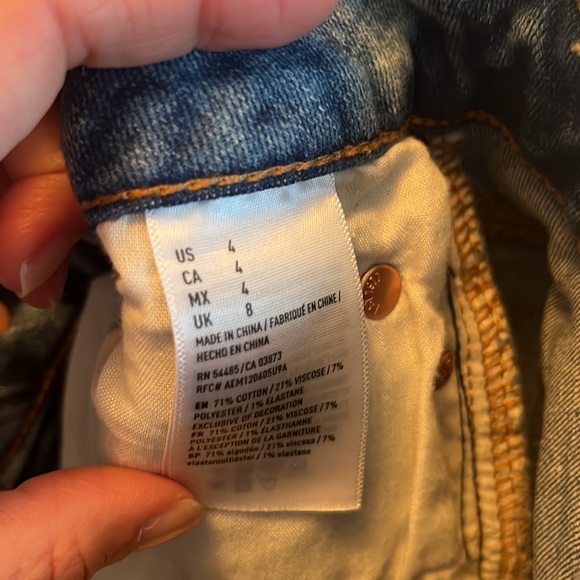 US 4
CA 4
MX 4
UK 8
MADE IN CHINA / FABRIQUÉ EN CHINE /
HECHO EN CHINA
RN 54485 / CA 03873
RFC# AEM120605U9A
EN 71% COTTON / 21% VISCOSE / 7%
POLYESTER / 1% ELASTANE
EXCLUSIVE OF DECORATION
FR 71% COTON / 21% VISCOSE / 7%
POLYESTER / 1% ÉLASTHANNE
À L'EXCEPTION DE LA GARNITURE
SP 71% algodón / 21% viscosa / 7%
elastomultiester / 1% elastano